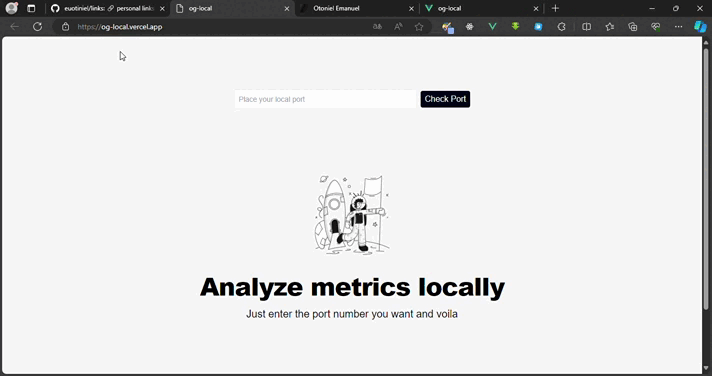 euotiniel/links: 🔗 personal links
og-local
Otoniel Emanuel
og-local
https://og-local.vercel.app
Place your local port
Check Port
Analyze metrics locally
Just enter the port number you want and voila